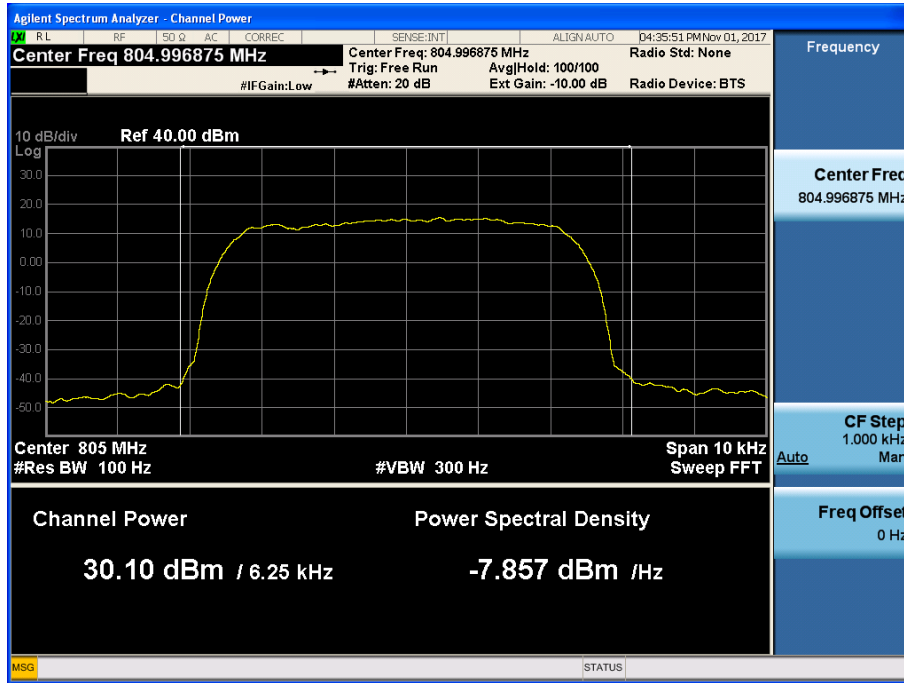 Agilent Spectrum Analyzer - Channel Power
LXI RL RF 50 Ω AC CORREC SENSE:INT ALIGN AUTO 04:35:51 PM Nov 01, 2017
Center Freq 804.996875 MHz
Center Freq: 804.996875 MHz Radio Std: None
Trig: Free Run Avg|Hold: 100/100
#IFGain:Low #Atten: 20 dB Ext Gain: -10.00 dB Radio Device: BTS
10 dB/div Ref 40.00 dBm
Log
30.0
20.0
10.0
0.00
-10.0
-20.0
-30.0
-40.0
-50.0
Center 805 MHz Span 10 kHz
#Res BW 100 Hz #VBW 300 Hz Sweep FFT
Channel Power Power Spectral Density
30.10 dBm / 6.25 kHz -7.857 dBm /Hz
MSG STATUS
Frequency
Center Freq
804.996875 MHz
CF Step
1.000 kHz
Auto Man
Freq Offset
0 Hz